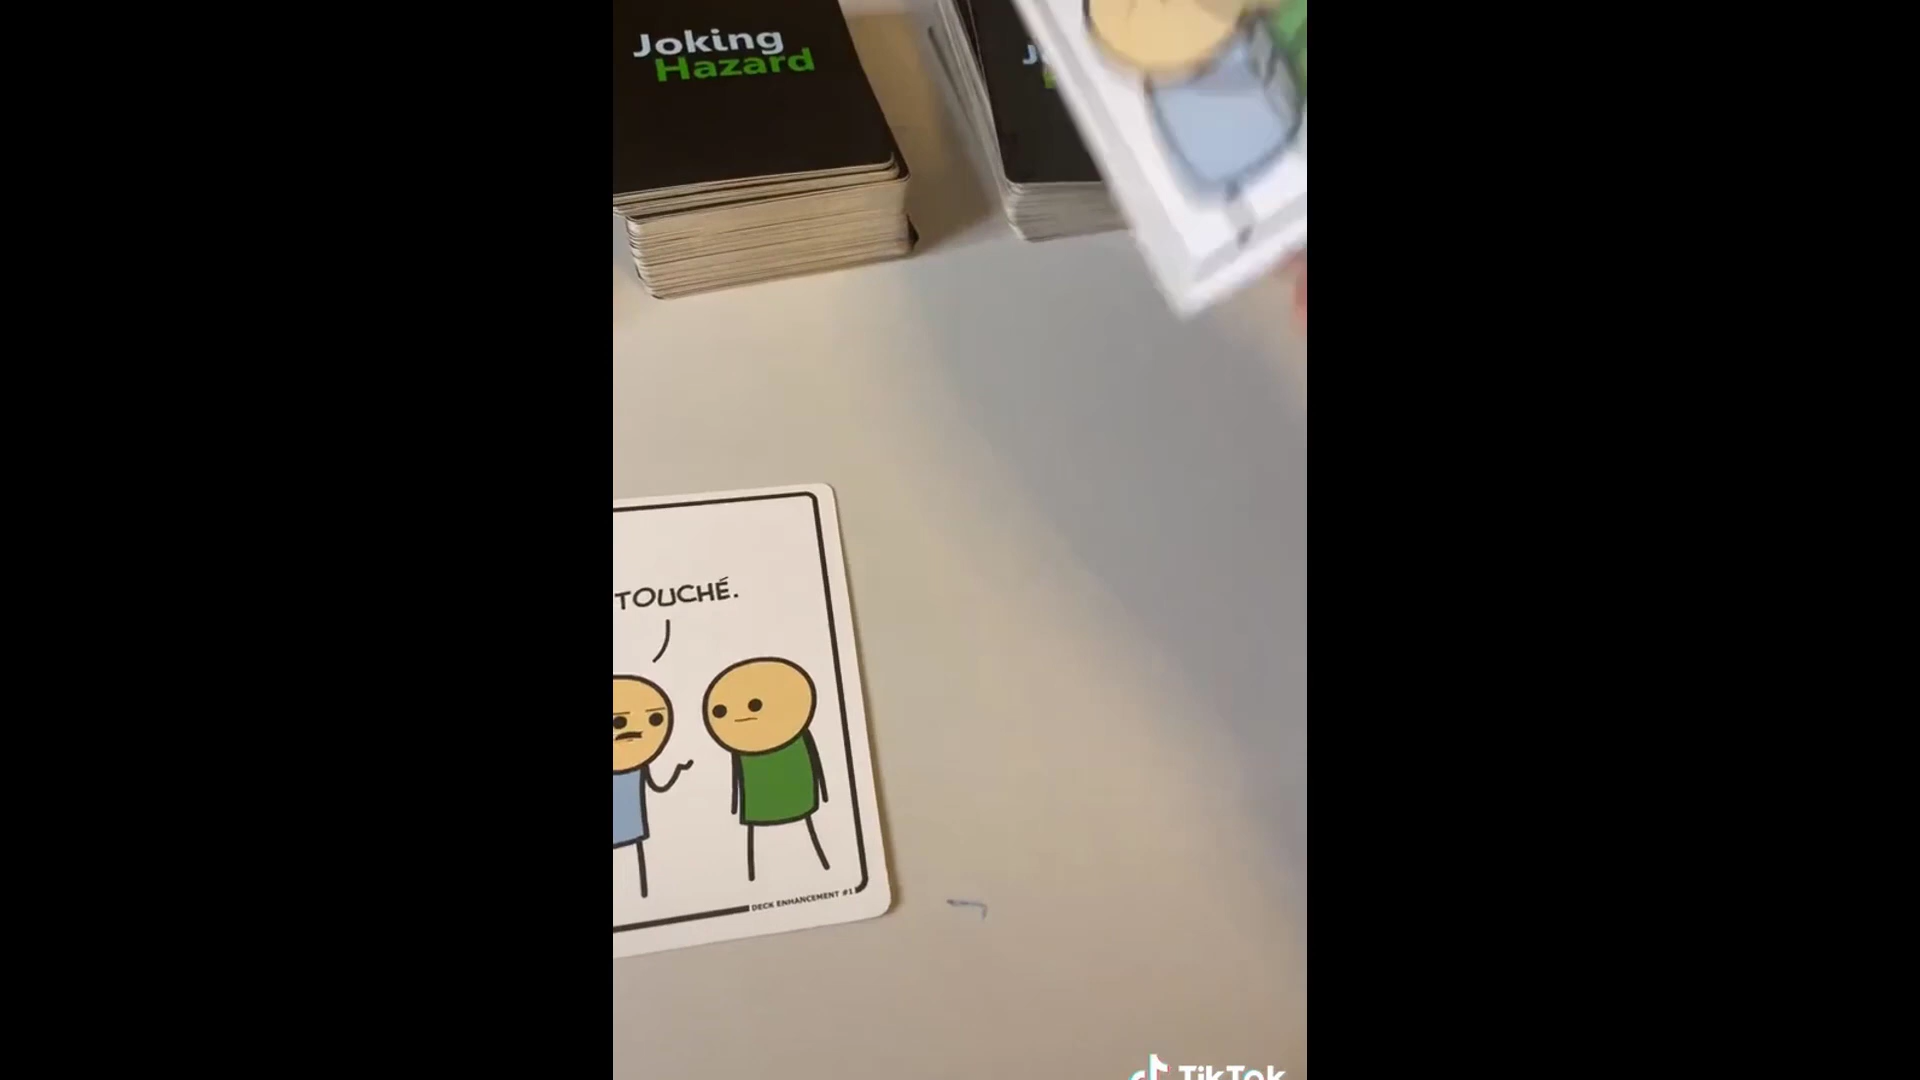 Joking
Hazard
J
TOUCHÉ.
DECK ENHANCEMENT #1
TikTok